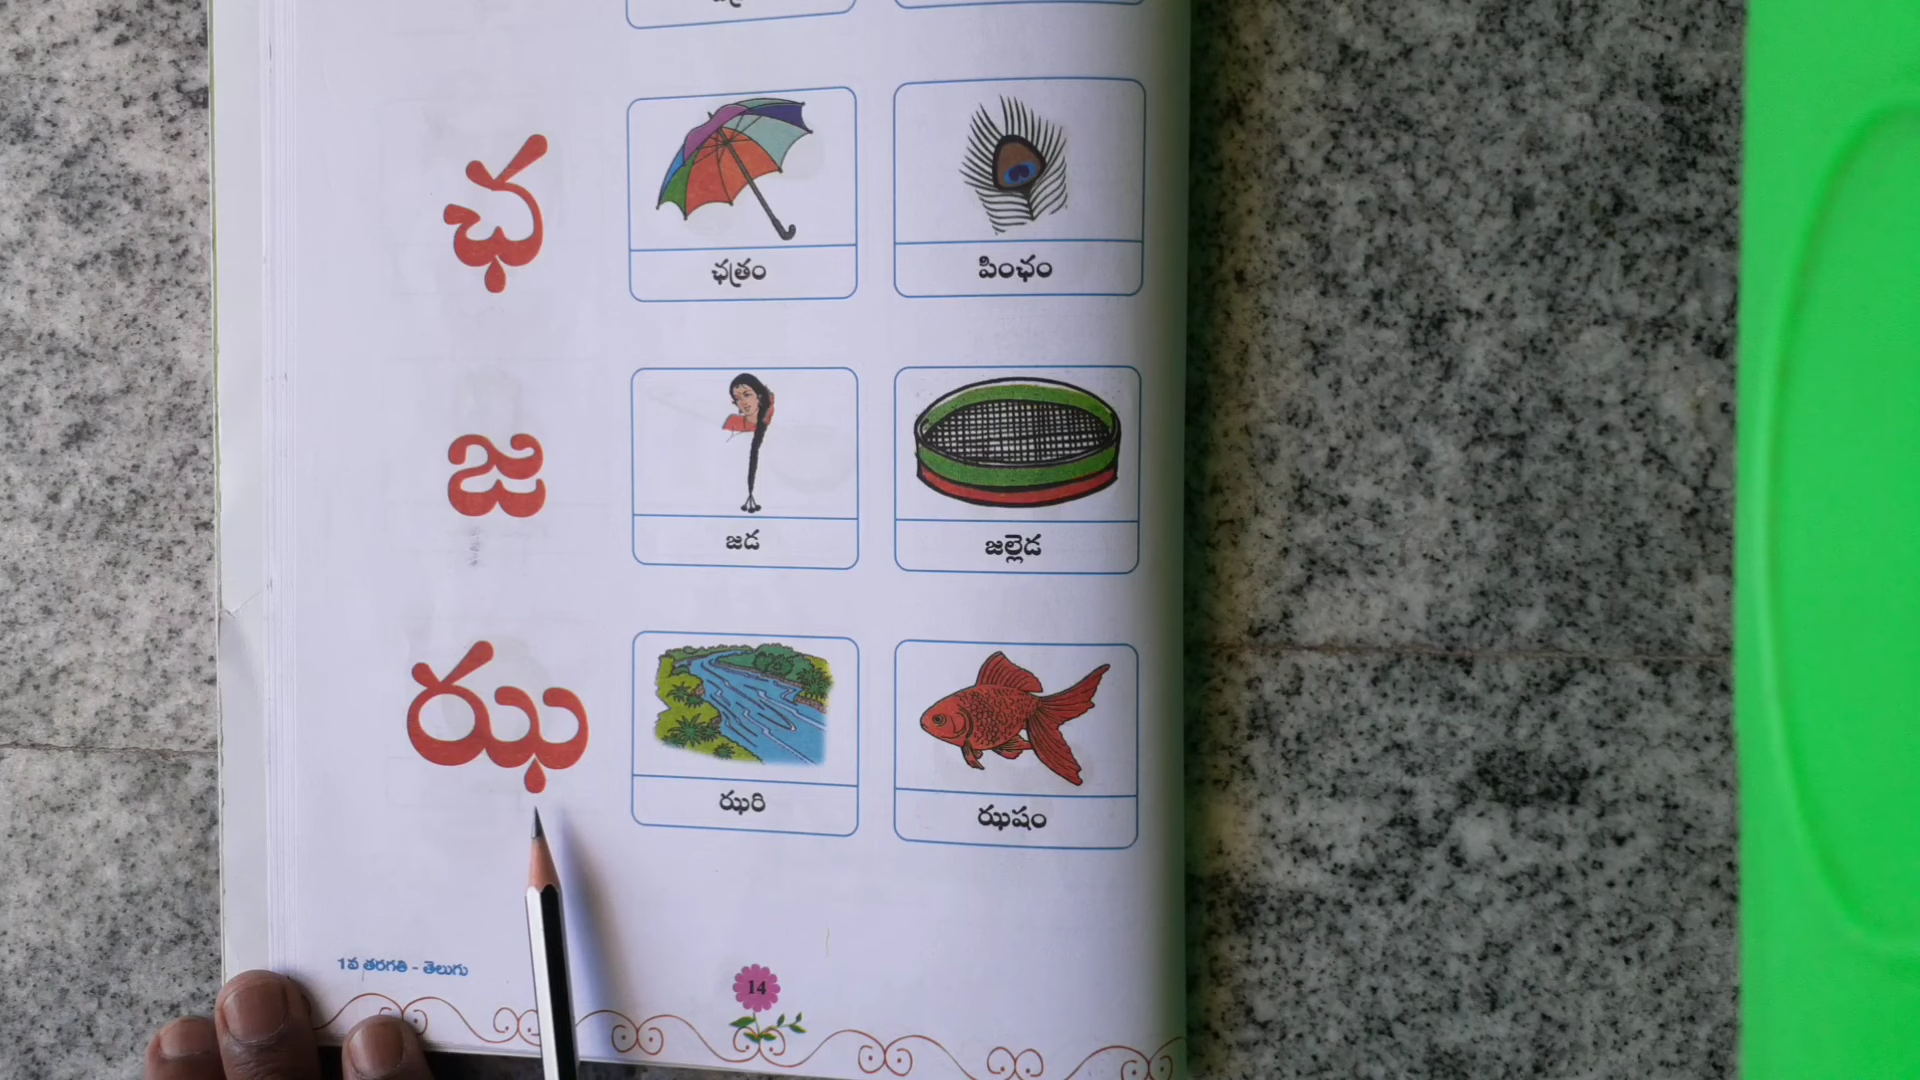 ఛ
ఛత్రం
పింఛం
జ
జడ
జల్లెడ
ఝ
ఝరి
ఝషం
1వ తరగతి - తెలుగు
14